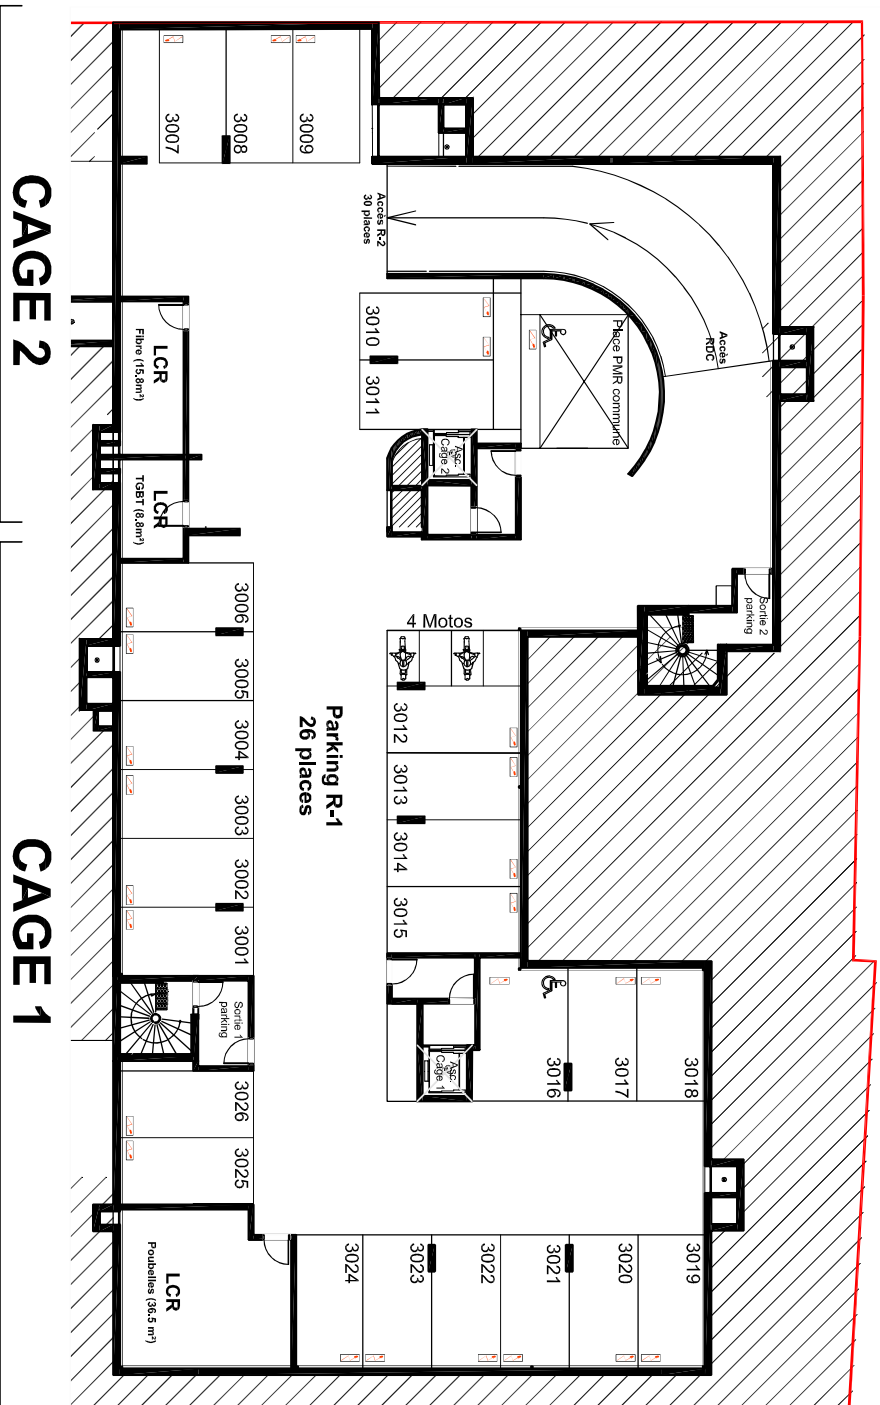 CAGE 2
CAGE 1
3007
3008
3009
Accès R-2
30 places
Accès
RDC
3010
3011
Place PMR commune
Asc.
Cage 2
LCR
Fibre (15.8m²)
LCR
TGBT (8.8m²)
Sortie 2
parking
4 Motos
3006
3005
3004
3003
3002
3001
Parking R-1
26 places
3012
3013
3014
3015
Sortie 1
parking
Asc.
Cage 1
3016
3017
3018
3026
3025
LCR
Poubelles (36.5 m²)
3024
3023
3022
3021
3020
3019